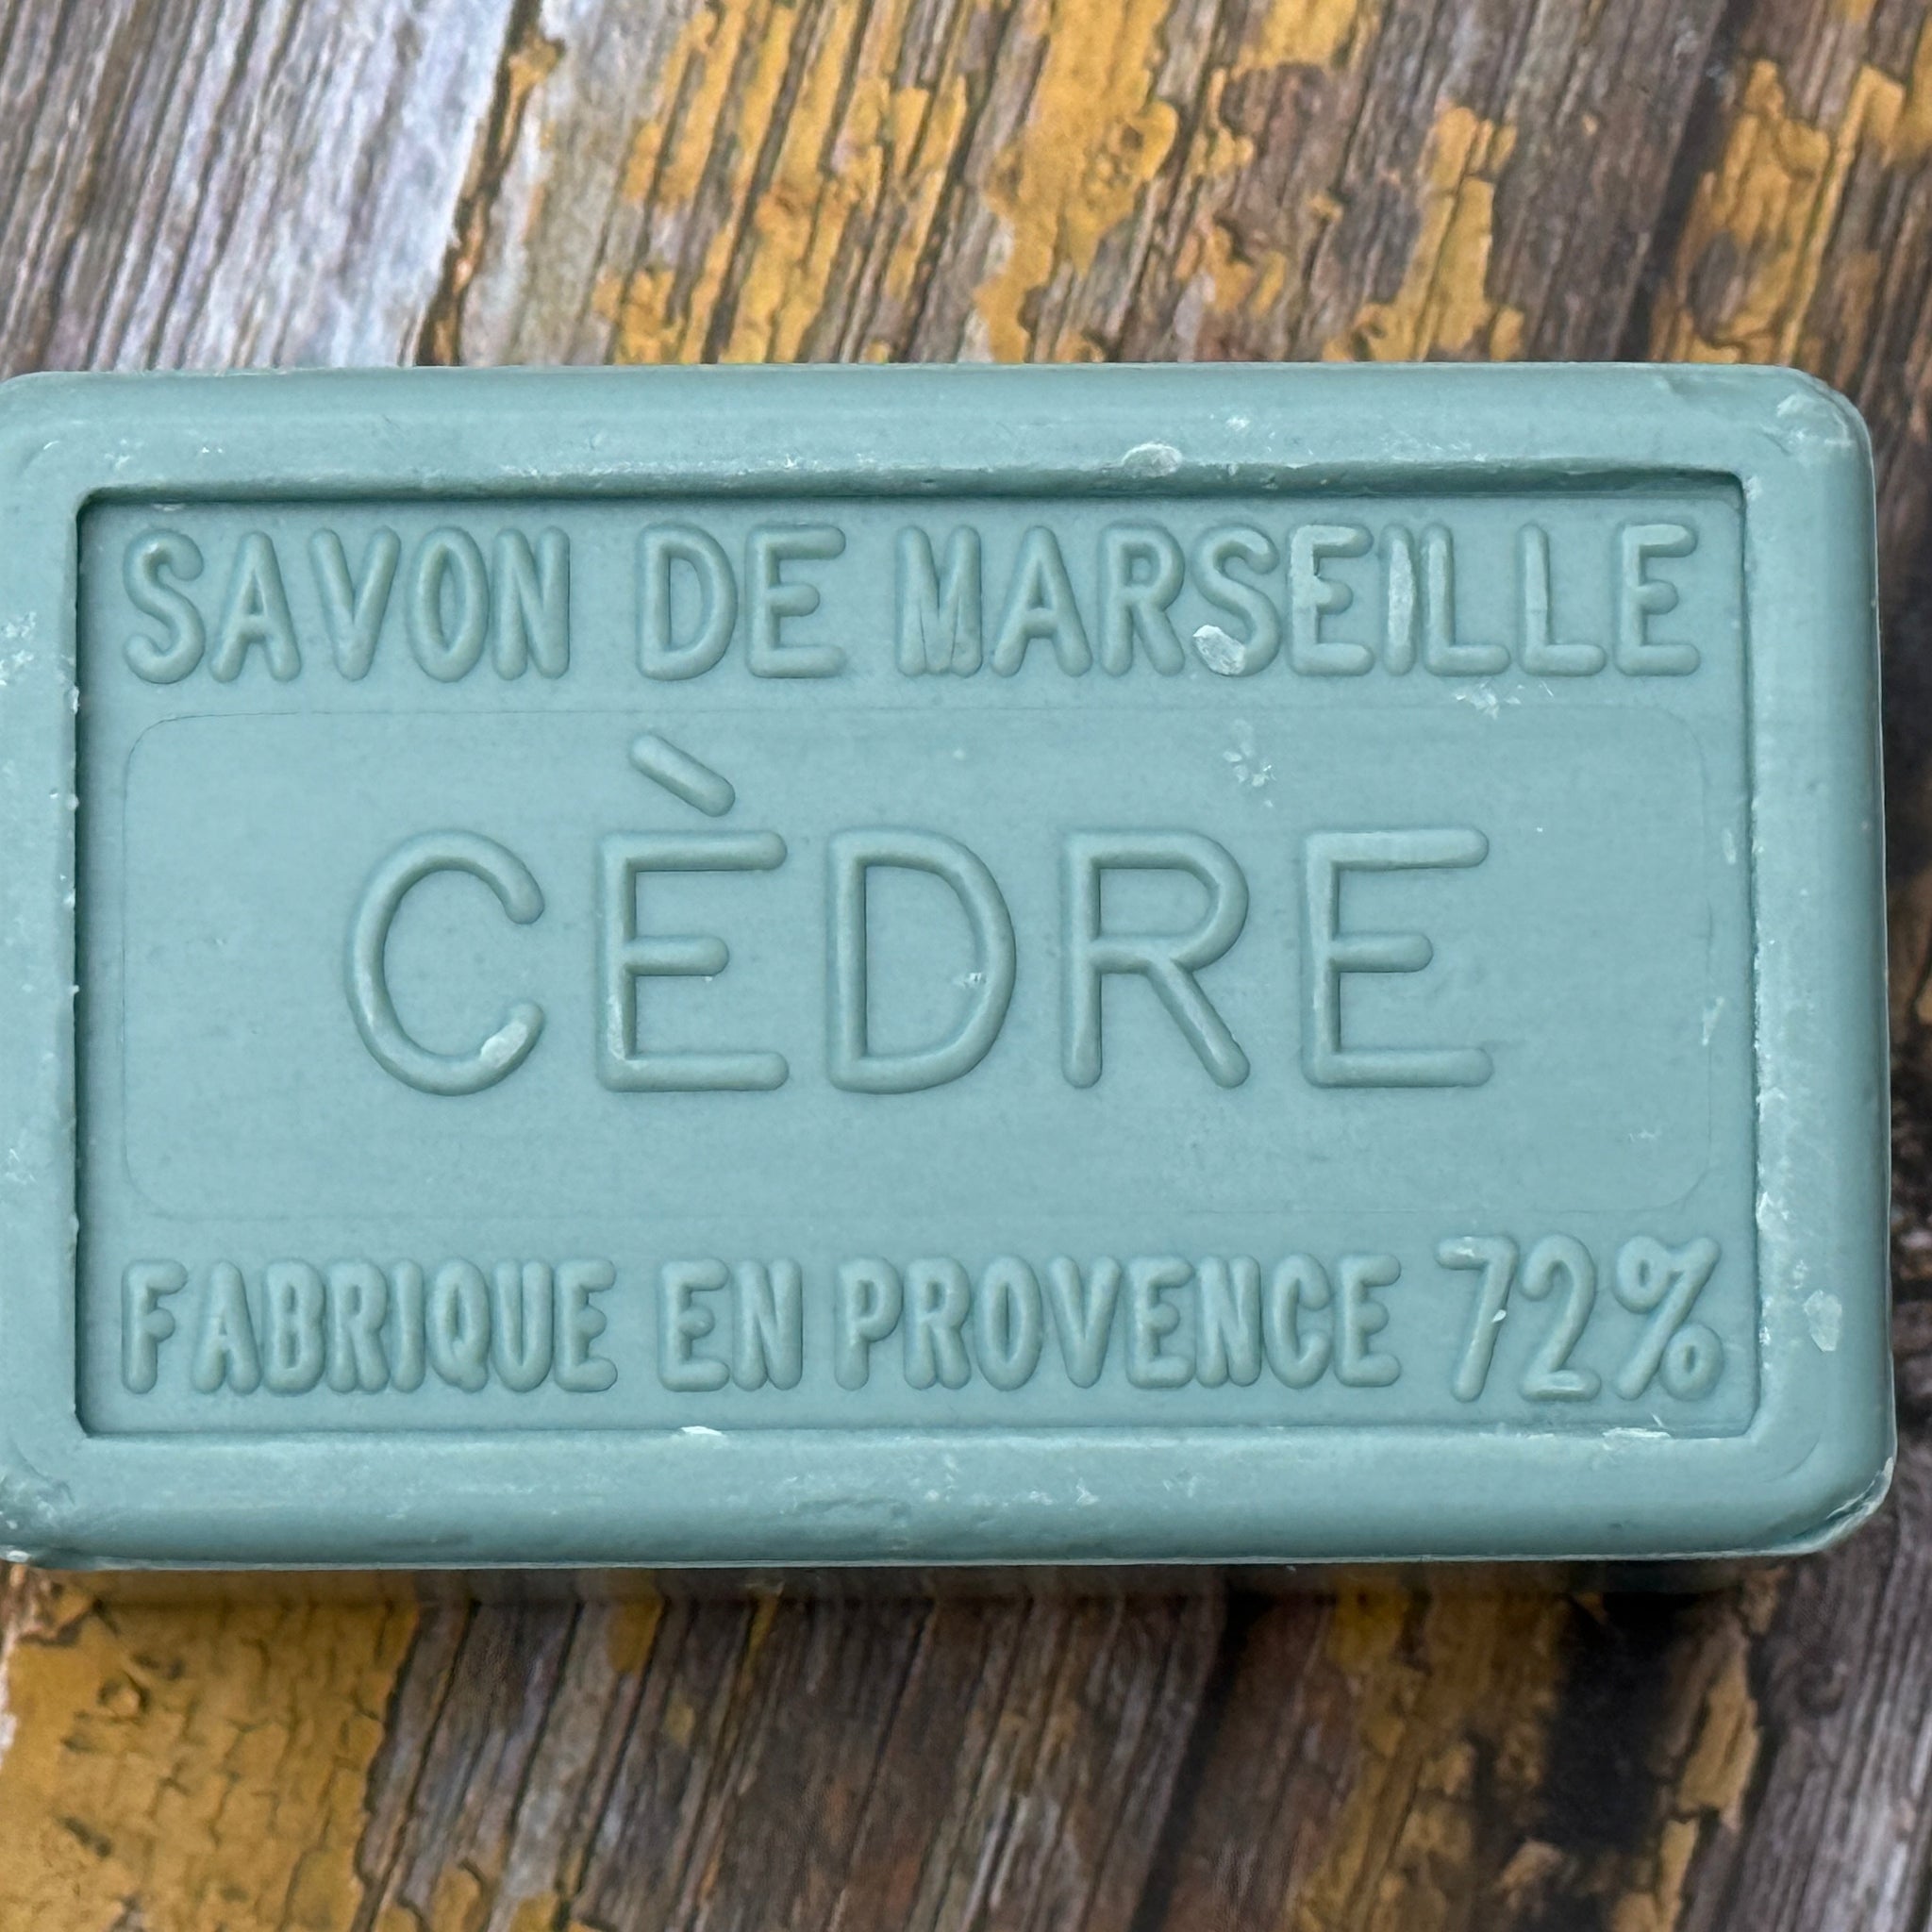 SAVON DE MARSEILLE
CÈDRE
FABRIQUE EN PROVENCE 72%